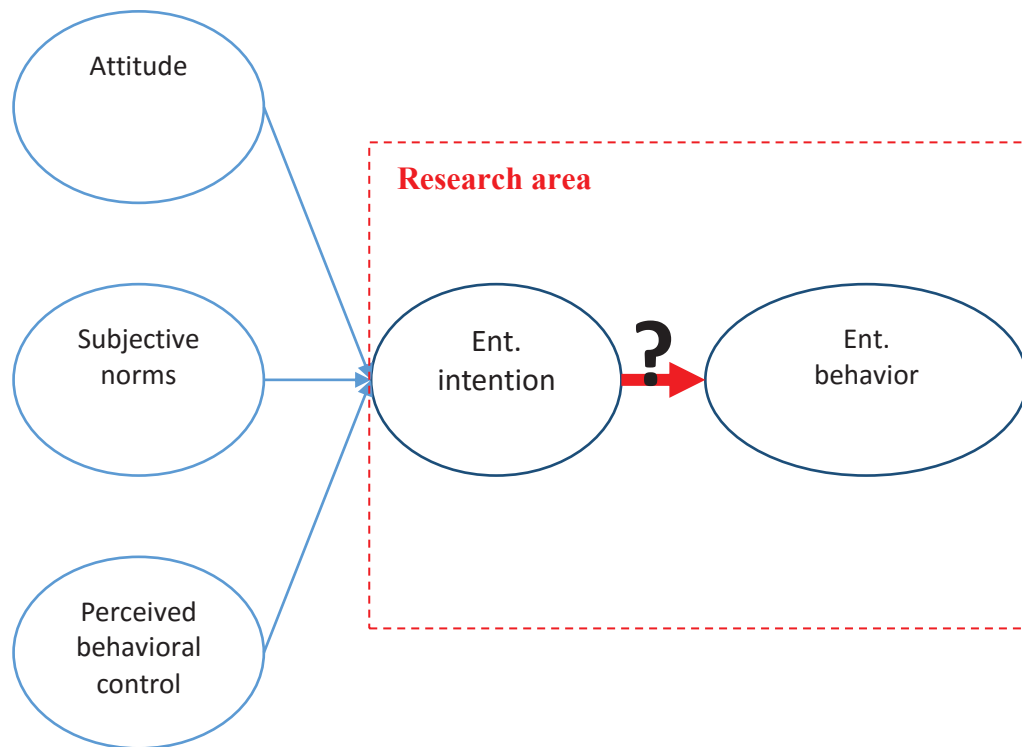 Attitude
Research area
Subjective
norms
Ent.
intention
?
Ent.
behavior
Perceived
behavioral
control